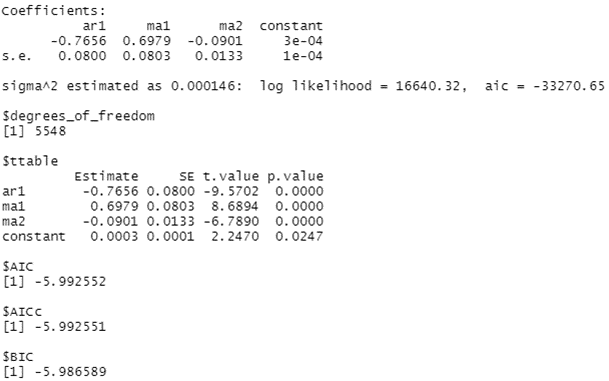 Coefficients:
ar1 ma1 ma2 constant
-0.7656 0.6979 -0.0901 3e-04
s.e. 0.0800 0.0803 0.0133 1e-04
sigma^2 estimated as 0.000146: log likelihood = 16640.32, aic = -33270.65
$degrees_of_freedom
[1] 5548
$ttable
Estimate SE t.value p.value
ar1 -0.7656 0.0800 -9.5702 0.0000
ma1 0.6979 0.0803 8.6894 0.0000
ma2 -0.0901 0.0133 -6.7890 0.0000
constant 0.0003 0.0001 2.2470 0.0247
$AIC
[1] -5.992552
$AICc
[1] -5.992551
$BIC
[1] -5.986589